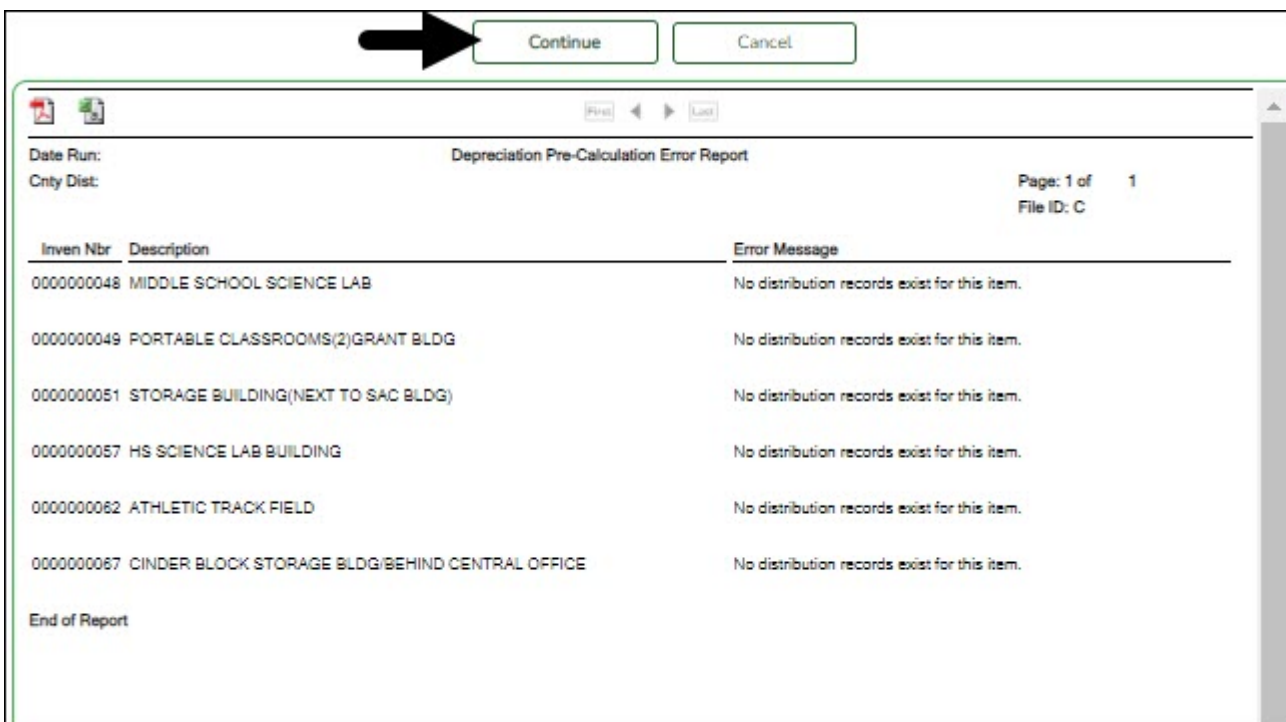 Continue Cancel
First Last
Date Run: Depreciation Pre-Calculation Error Report
Cnty Dist: Page: 1 of 1
File ID: C
Inven Nbr Description Error Message
0000000048 MIDDLE SCHOOL SCIENCE LAB No distribution records exist for this item.
0000000049 PORTABLE CLASSROOMS(2)GRANT BLDG No distribution records exist for this item.
0000000051 STORAGE BUILDING(NEXT TO SAC BLDG) No distribution records exist for this item.
0000000057 HS SCIENCE LAB BUILDING No distribution records exist for this item.
0000000062 ATHLETIC TRACK FIELD No distribution records exist for this item.
0000000067 CINDER BLOCK STORAGE BLDG/BEHIND CENTRAL OFFICE No distribution records exist for this item.
End of Report